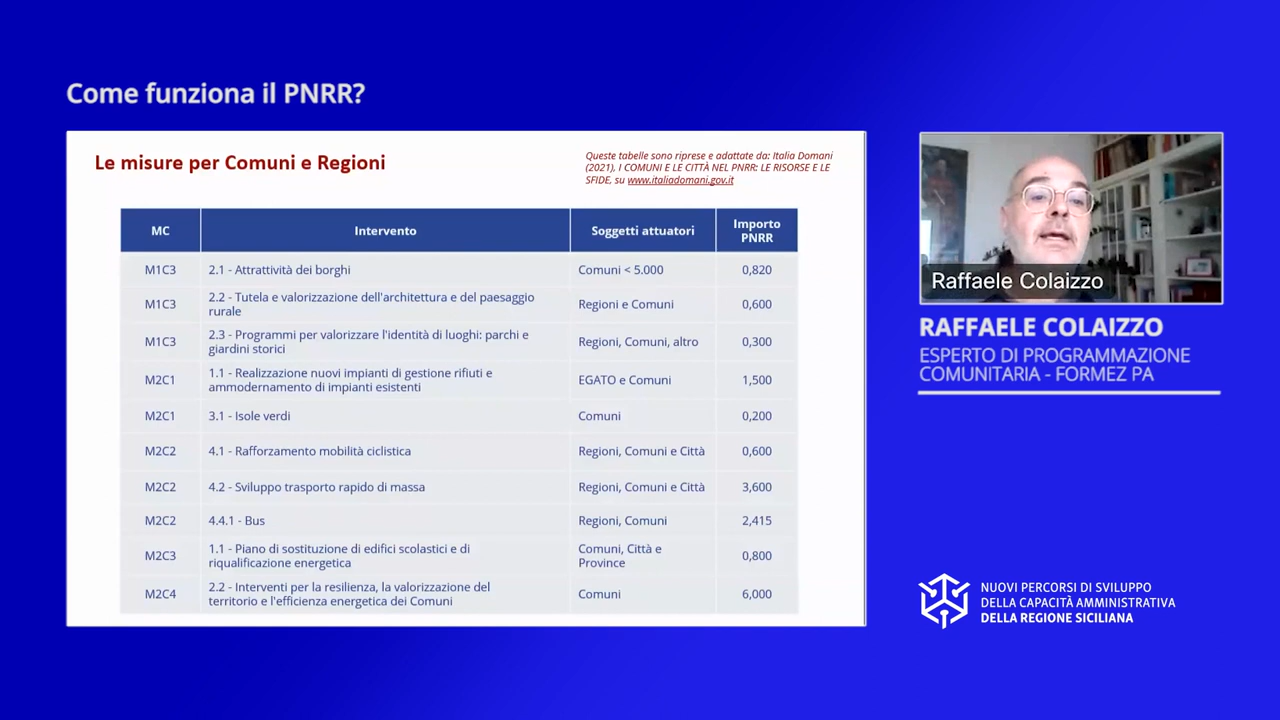 Come funziona il PNRR?
Le misure per Comuni e Regioni
Queste tabelle sono riprese e adattate da: Italia Domani
(2021), I COMUNI E LE CITTÀ NEL PNRR: LE RISORSE E LE
SFIDE, su www.italiadomani.gov.it
MC Intervento Soggetti attuatori Importo
PNRR
M1C3 2.1 - Attrattività dei borghi Comuni < 5.000 0,820
M1C3 2.2 - Tutela e valorizzazione dell'architettura e del paesaggio
rurale Regioni e Comuni 0,600
M1C3 2.3 - Programmi per valorizzare l'identità di luoghi: parchi e
giardini storici Regioni, Comuni, altro 0,300
M2C1 1.1 - Realizzazione nuovi impianti di gestione rifiuti e
ammodernamento di impianti esistenti EGATO e Comuni 1,500
M2C1 3.1 - Isole verdi Comuni 0,200
M2C2 4.1 - Rafforzamento mobilità ciclistica Regioni, Comuni e Città 0,600
M2C2 4.2 - Sviluppo trasporto rapido di massa Regioni, Comuni e Città 3,600
M2C2 4.4.1 - Bus Regioni, Comuni 2,415
M2C3 1.1 - Piano di sostituzione di edifici scolastici e di
riqualificazione energetica Comuni, Città e
Province 0,800
M2C4 2.2 - Interventi per la resilienza, la valorizzazione del
territorio e l'efficienza energetica dei Comuni Comuni 6,000
Raffaele Colaizzo
RAFFAELE COLAIZZO
ESPERTO DI PROGRAMMAZIONE
COMUNITARIA - FORMEZ PA
NUOVI PERCORSI DI SVILUPPO
DELLA CAPACITÀ AMMINISTRATIVA
DELLA REGIONE SICILIANA